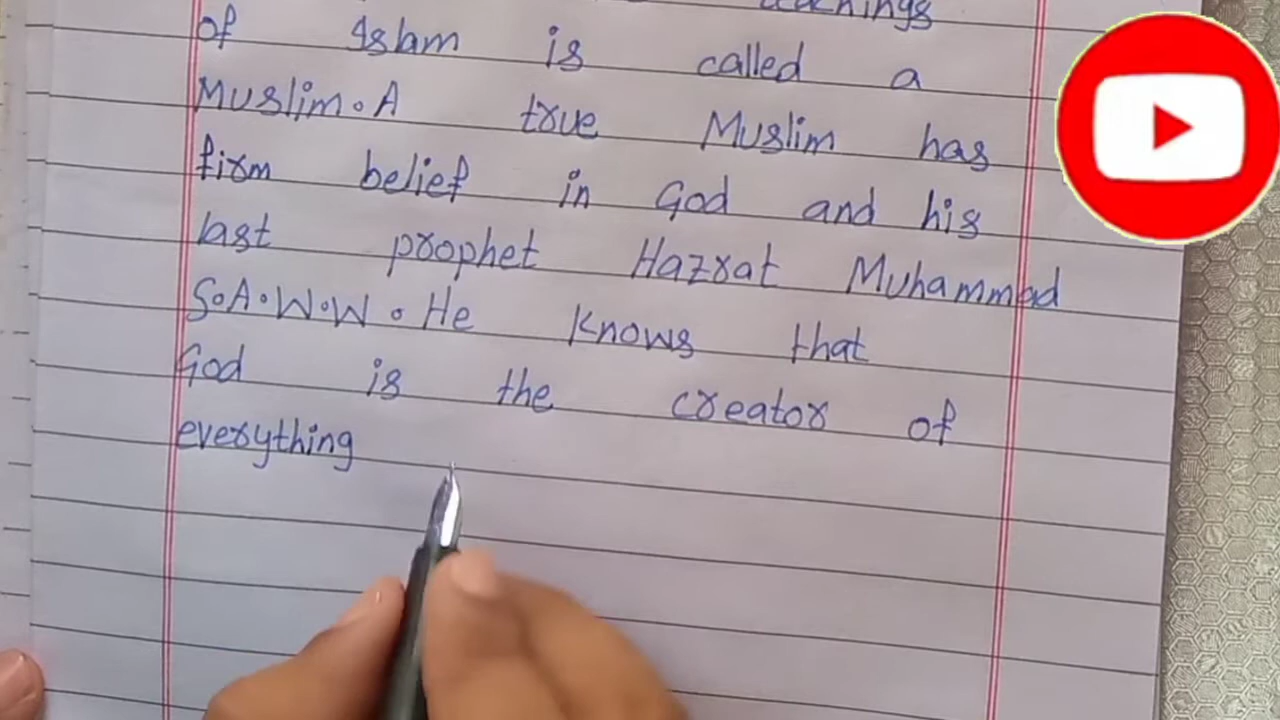 teachings
of Islam is called a
Muslim. A true Muslim has
firm belief in God and his
last prophet Hazrat Muhammad
S.A.W.W. He knows that
God is the creator of
everything